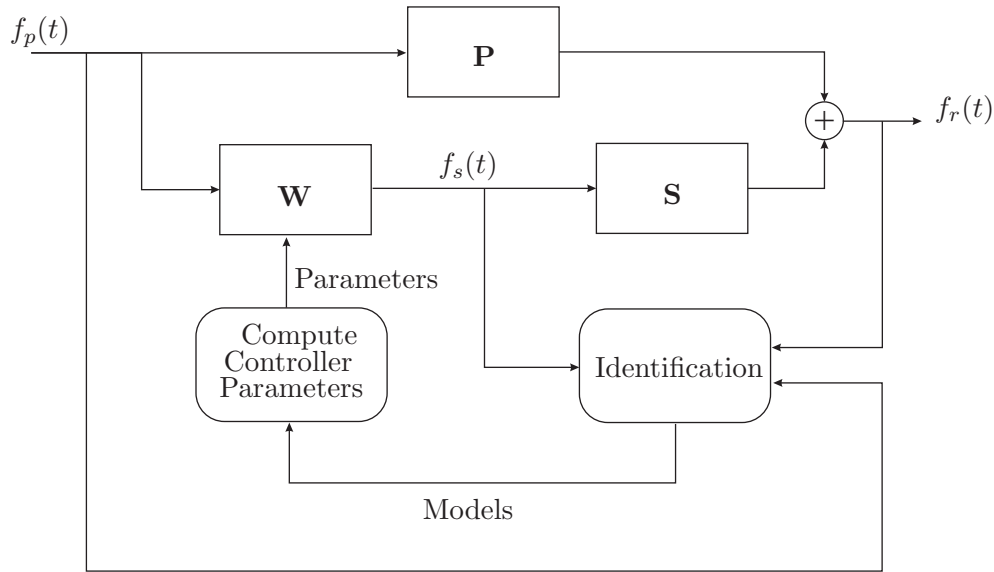 f_p(t)
P
f_r(t)
+
f_s(t)
W
S
Parameters
Compute
Controller
Parameters
Identification
Models